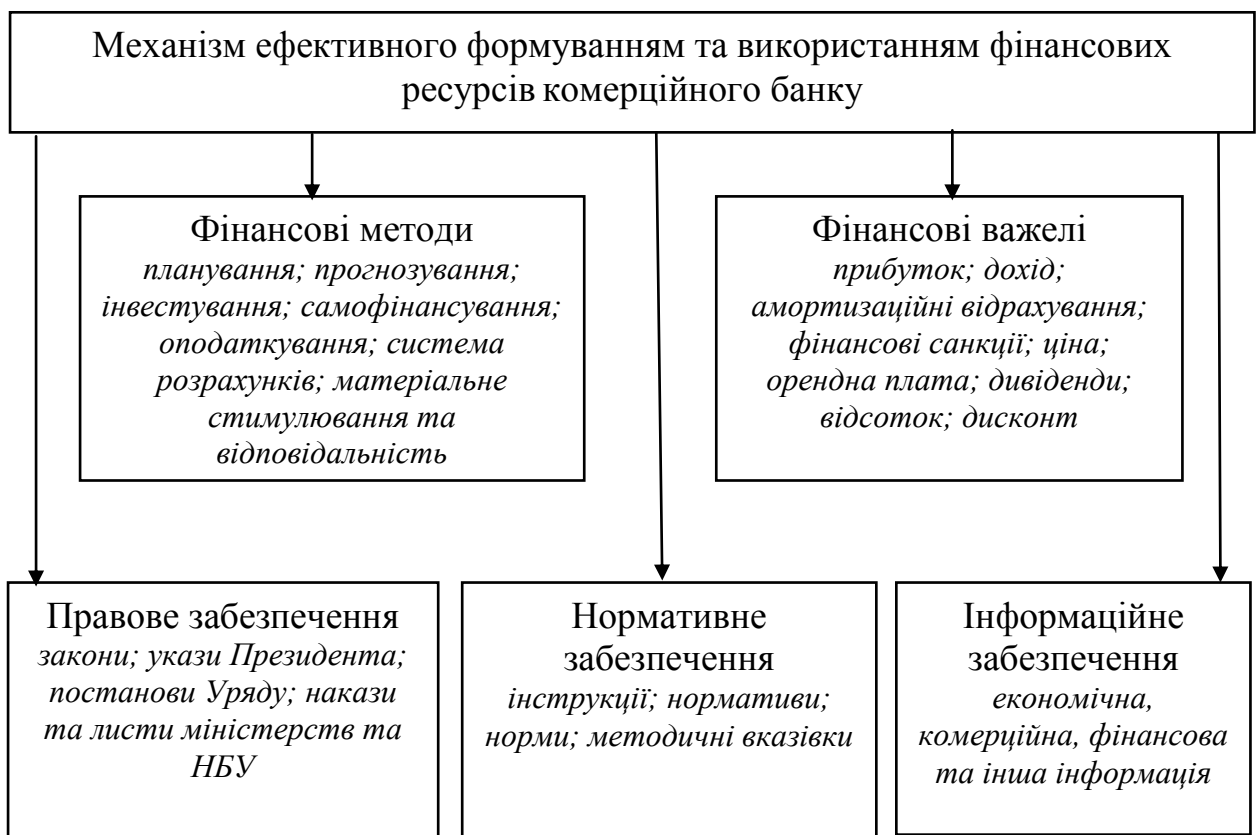 Механізм ефективного формуванням та використанням фінансових
ресурсів комерційного банку
Фінансові методи
планування; прогнозування;
інвестування; самофінансування;
оподаткування; система
розрахунків; матеріальне
стимулювання та
відповідальність
Фінансові важелі
прибуток; дохід;
амортизаційні відрахування;
фінансові санкції; ціна;
орендна плата; дивіденди;
відсоток; дисконт
Правове забезпечення
закони; укази Президента;
постанови Уряду; накази
та листи міністерств та
НБУ
Нормативне
забезпечення
інструкції; нормативи;
норми; методичні вказівки
Інформаційне
забезпечення
економічна,
комерційна, фінансова
та інша інформація